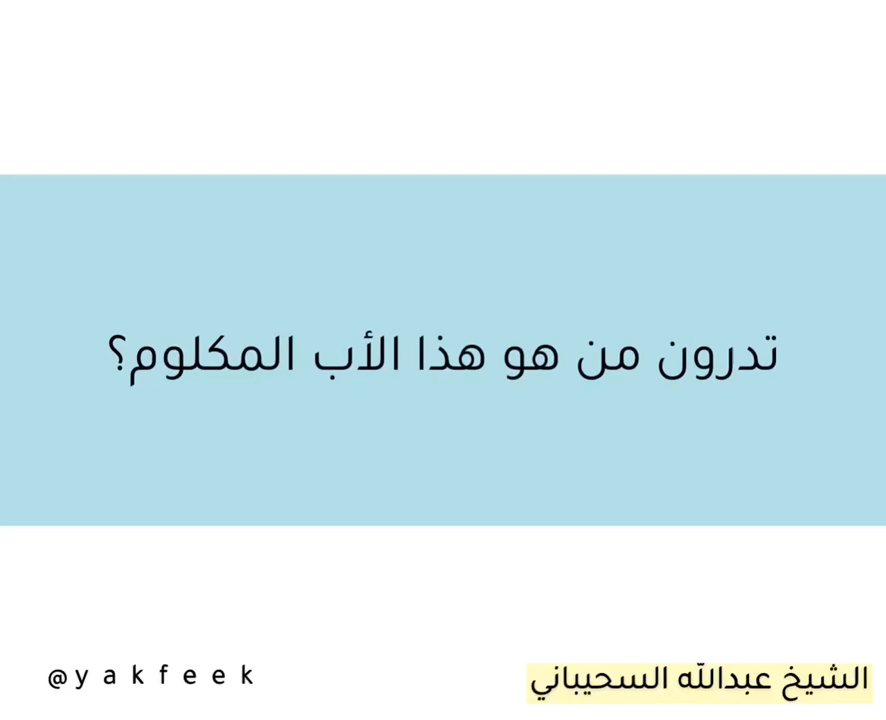 تدرون من هو هذا الأب المكلوم؟
الشيخ عبدالله السحيباني
@yakfeek